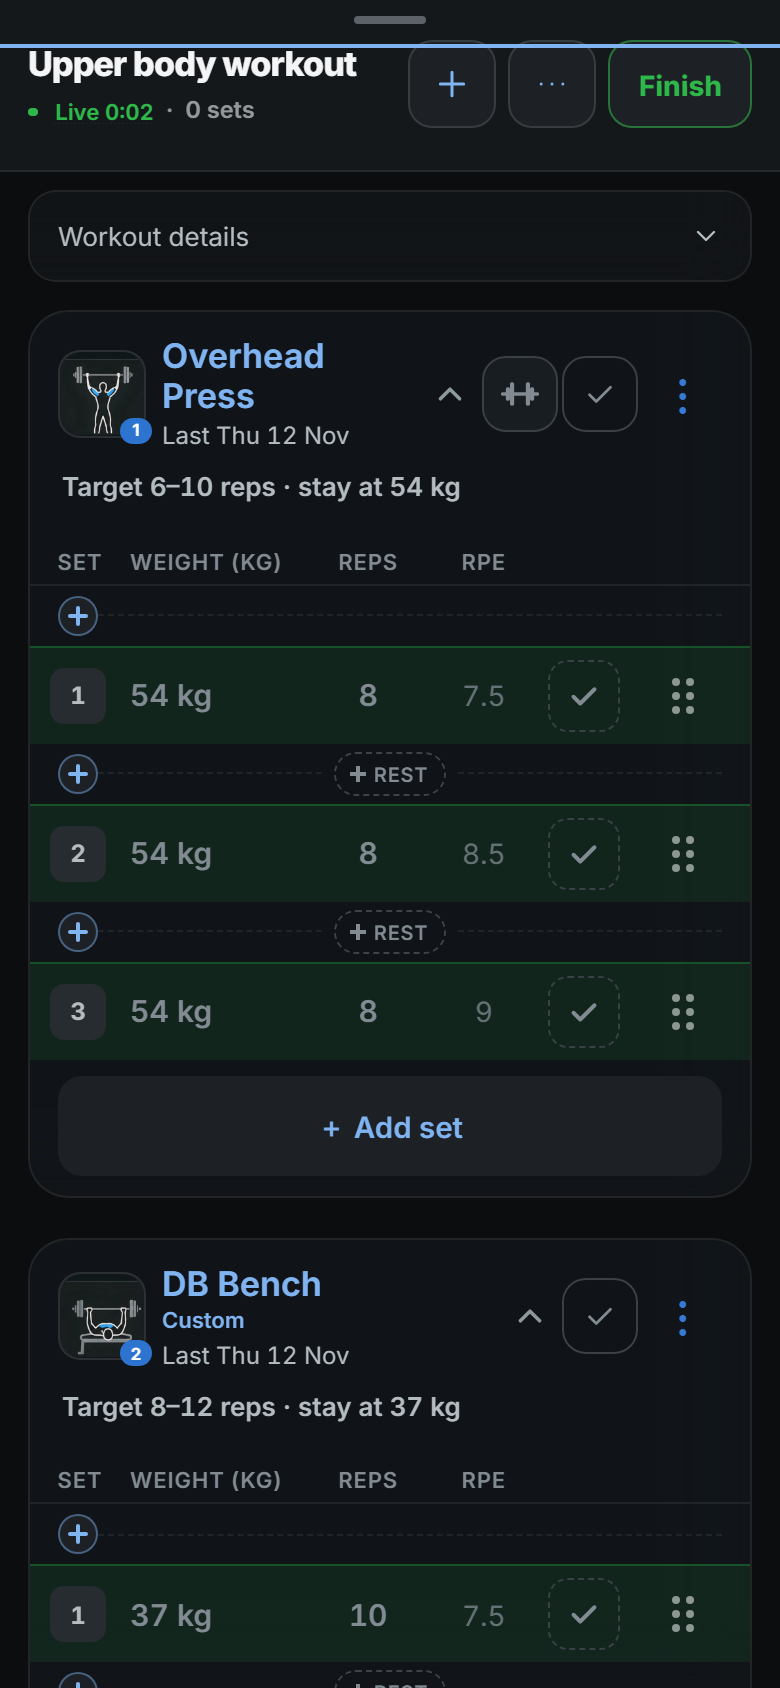 Upper body workout
Live 0:02 · 0 sets
Finish
Workout details
Overhead
Press
1
Last Thu 12 Nov
Target 6–10 reps · stay at 54 kg
SET WEIGHT (KG) REPS RPE
1 54 kg 8 7.5
+ REST
2 54 kg 8 8.5
+ REST
3 54 kg 8 9
+ Add set
DB Bench
Custom
2
Last Thu 12 Nov
Target 8–12 reps · stay at 37 kg
SET WEIGHT (KG) REPS RPE
1 37 kg 10 7.5
+ REST